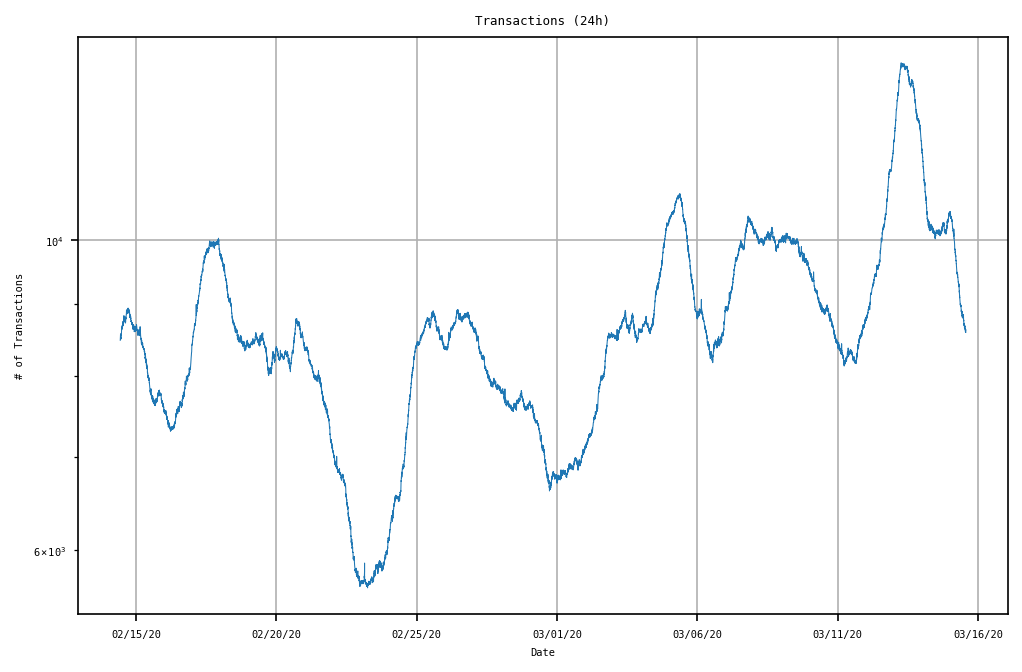 Transactions (24h)
# of Transactions
10⁴
6×10³
02/15/20 02/20/20 02/25/20 03/01/20 03/06/20 03/11/20 03/16/20
Date